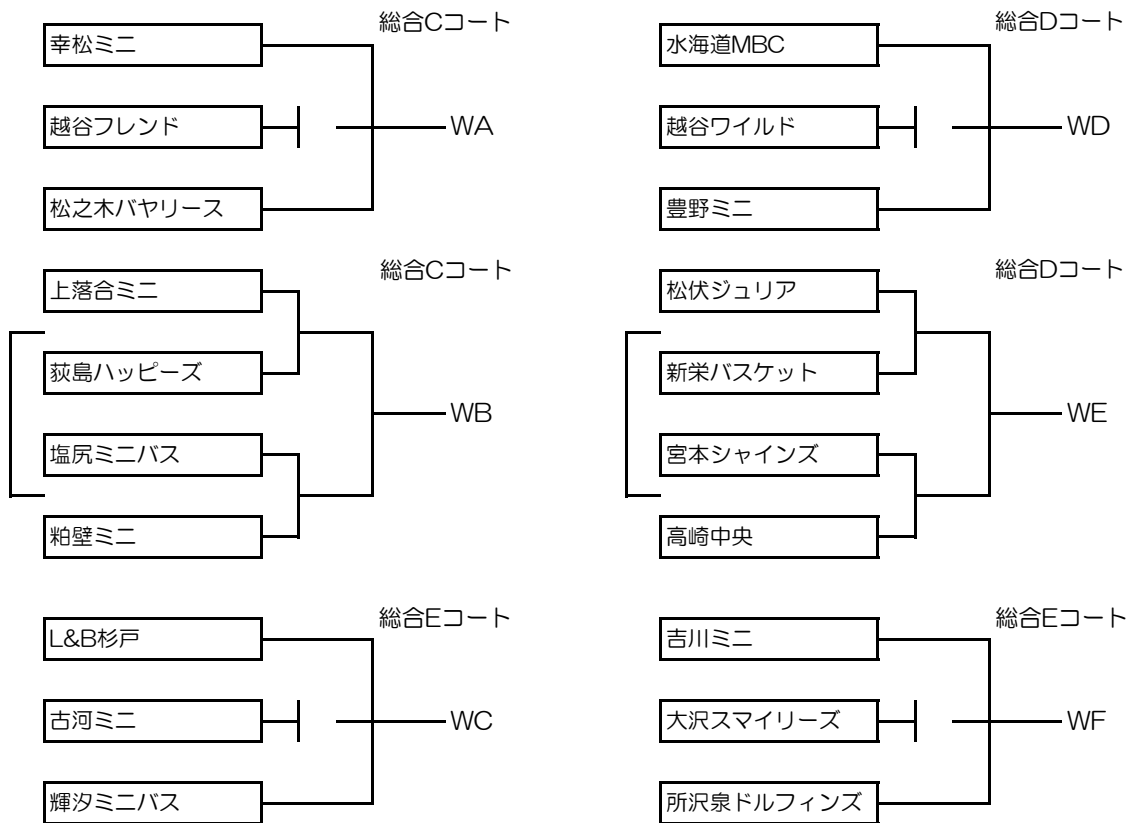 総合Cコート
幸松ミニ
越谷フレンド
WA
松之木バヤリース
総合Cコート
上落合ミニ
荻島ハッピーズ
WB
塩尻ミニバス
粕壁ミニ
総合Eコート
L&B杉戸
古河ミニ
WC
輝汐ミニバス
総合Dコート
水海道MBC
越谷ワイルド
WD
豊野ミニ
総合Dコート
松伏ジュリア
新栄バスケット
WE
宮本シャインズ
高崎中央
総合Eコート
吉川ミニ
大沢スマイリーズ
WF
所沢泉ドルフィンズ